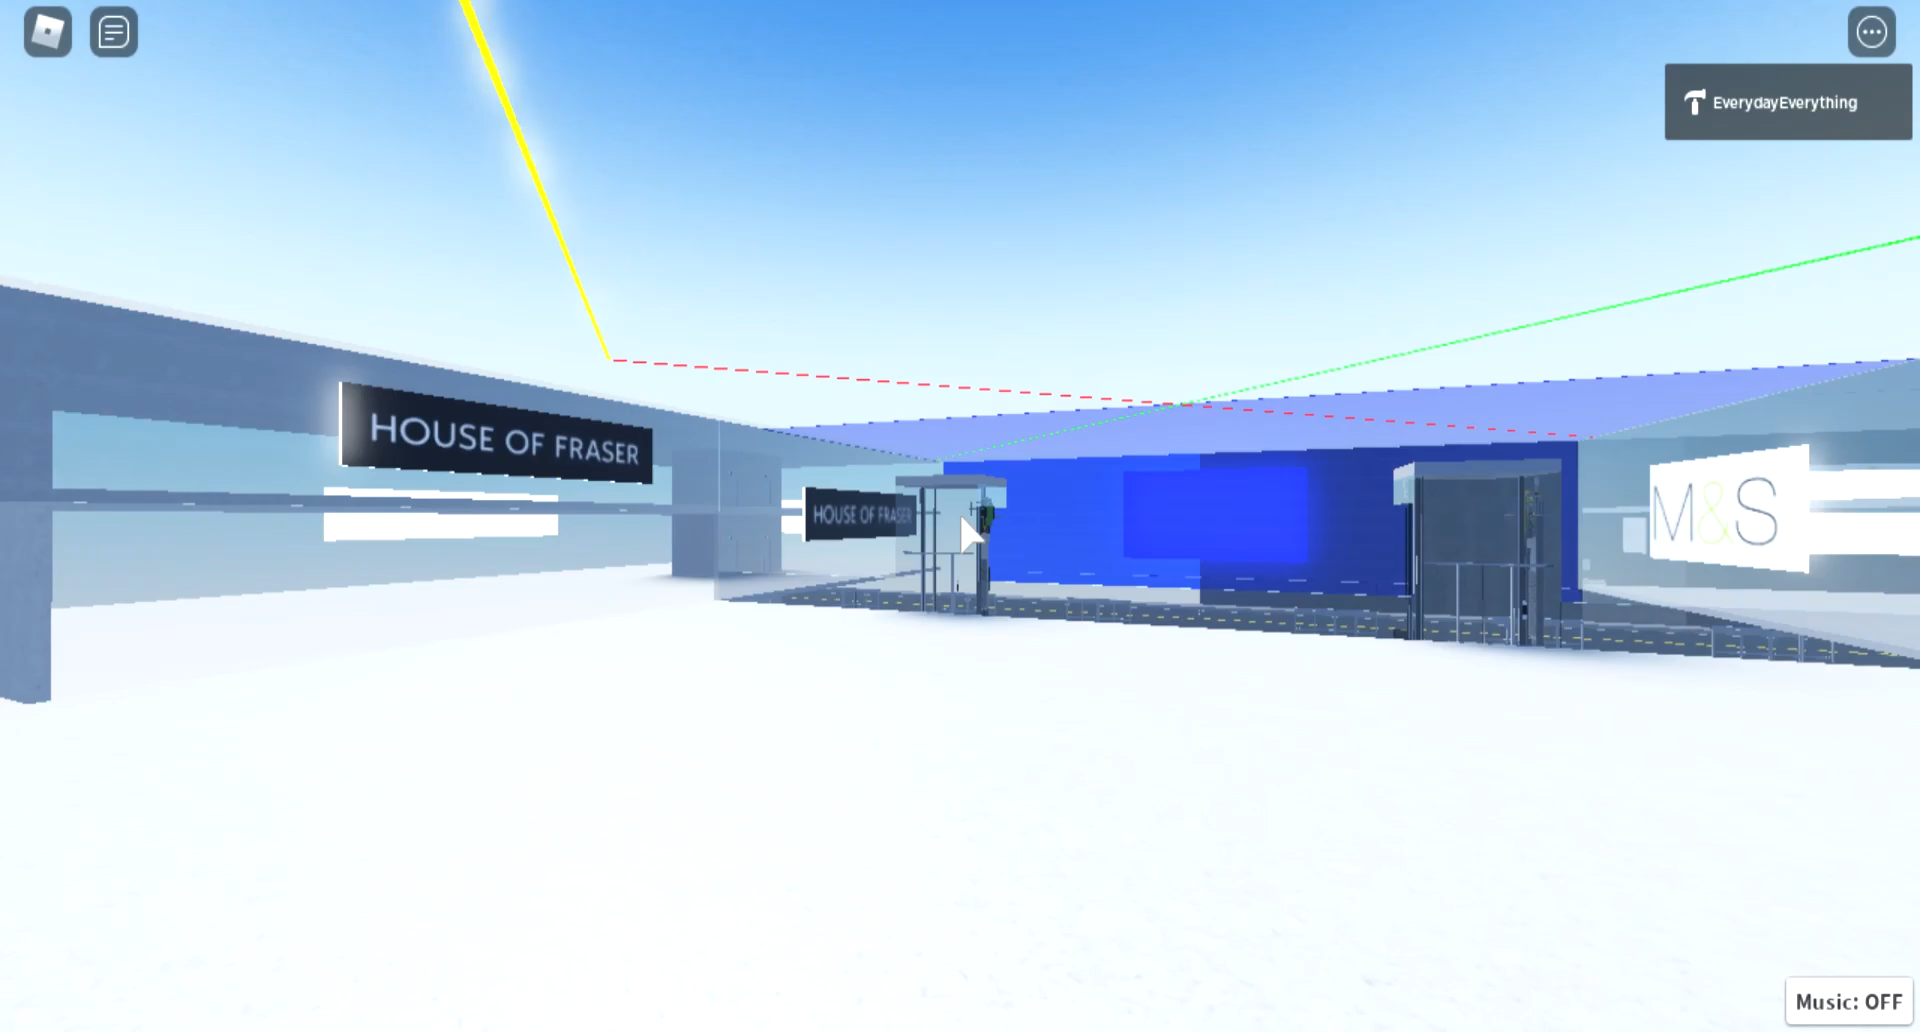 EverydayEverything
HOUSE OF FRASER
HOUSE OF FRASER
M&S
Music: OFF